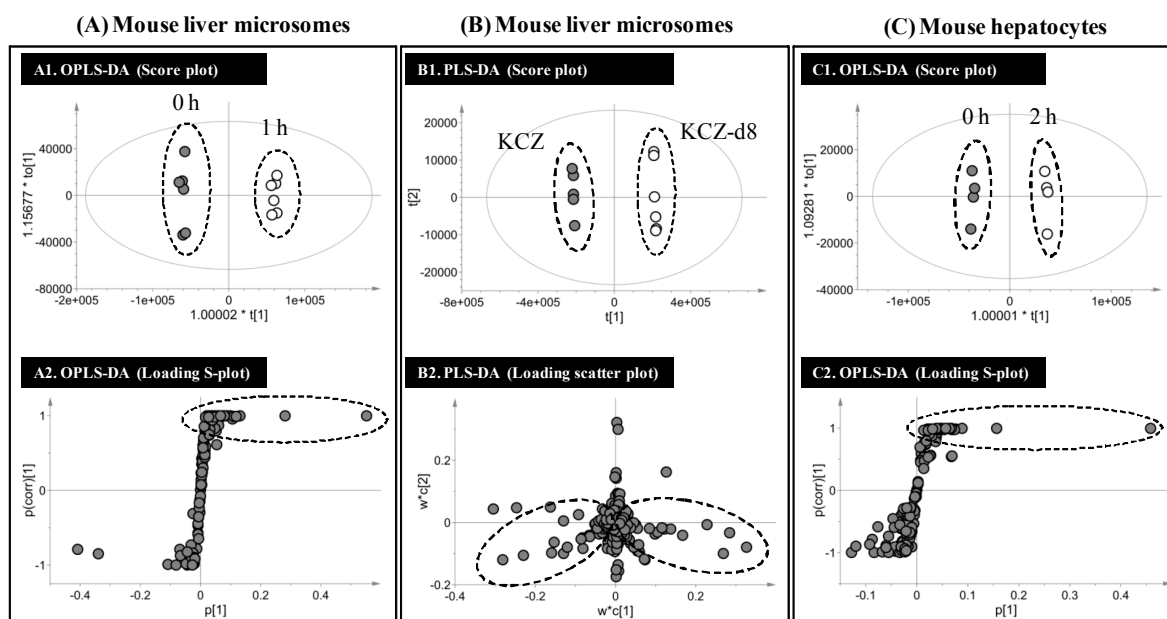 (A) Mouse liver microsomes
(B) Mouse liver microsomes
(C) Mouse hepatocytes
A1. OPLS-DA (Score plot)
0 h
1 h
40000
0
-40000
-80000
1.15677 * to[1]
-2e+005
-1e+005
0
1e+005
1.00002 * t[1]
B1. PLS-DA (Score plot)
KCZ
KCZ-d8
20000
10000
0
-10000
-20000
t[2]
-8e+005
-4e+005
0
4e+005
t[1]
C1. OPLS-DA (Score plot)
0 h
2 h
20000
0
-20000
-40000
1.09281 * to[1]
-1e+005
0
1e+005
1.00001 * t[1]
A2. OPLS-DA (Loading S-plot)
1
0
-1
p(corr)[1]
-0.4
-0.2
0
0.2
0.4
p[1]
B2. PLS-DA (Loading scatter plot)
0.4
0.2
0
-0.2
w*c[2]
-0.4
-0.2
0
0.2
w*c[1]
C2. OPLS-DA (Loading S-plot)
1
0
-1
p(corr)[1]
-0.1
0
0.1
0.2
0.3
0.4
p[1]